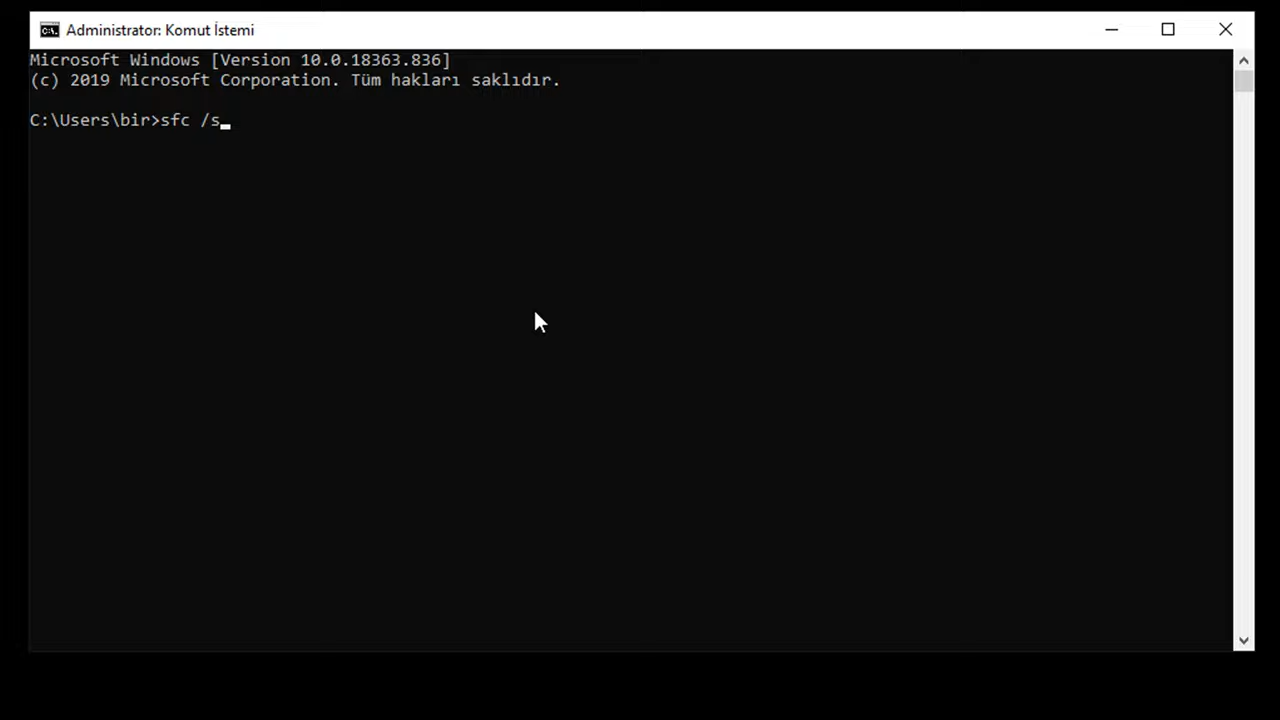 Administrator: Komut İstemi
Microsoft Windows [Version 10.0.18363.836]
(c) 2019 Microsoft Corporation. Tüm hakları saklıdır.
C:\Users\bir>sfc /s_